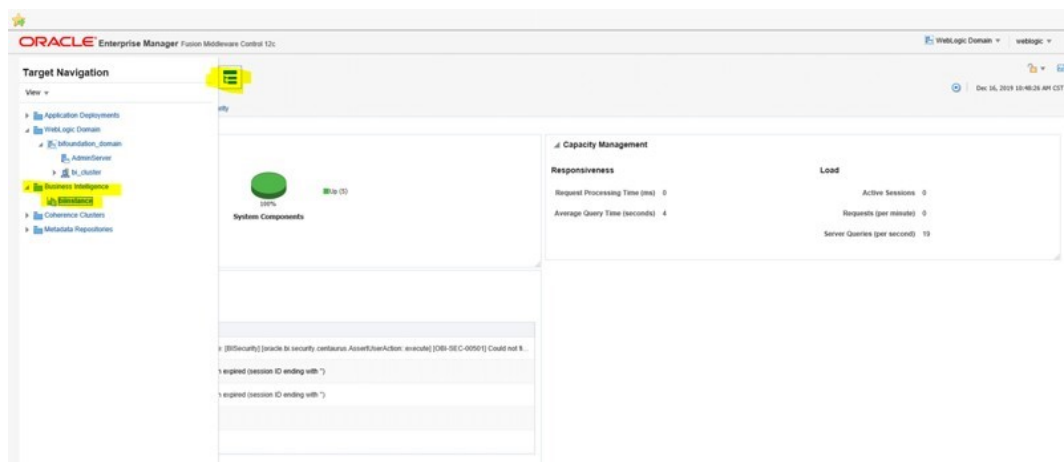 ORACLE Enterprise Manager Fusion Middleware Control 12c
WebLogic Domain
weblogic
Target Navigation
View
Dec 16, 2019 10:48:26 AM CST
Application Deployments
WebLogic Domain
bifoundation_domain
AdminServer
bi_cluster
Business Intelligence
biinstance
Coherence Clusters
Metadata Repositories
100%
Up (5)
System Components
Capacity Management
Responsiveness
Request Processing Time (ms) 0
Average Query Time (seconds) 4
Load
Active Sessions 0
Requests (per minute) 0
Server Queries (per second) 19
[BISecurity] [oracle.bi.security.centaurus.AssertUserAction: execute] [OBI-SEC-00501] Could not fi...
expired (session ID ending with '')
expired (session ID ending with '')